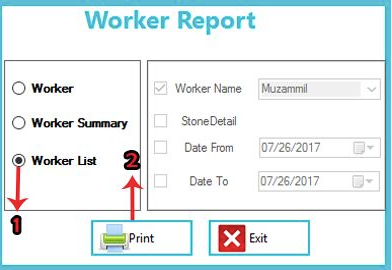 Worker Report
Worker
Worker Summary
Worker List
1
Worker Name Muzammil
StoneDetail
Date From 07/26/2017
Date To 07/26/2017
2
Print
Exit